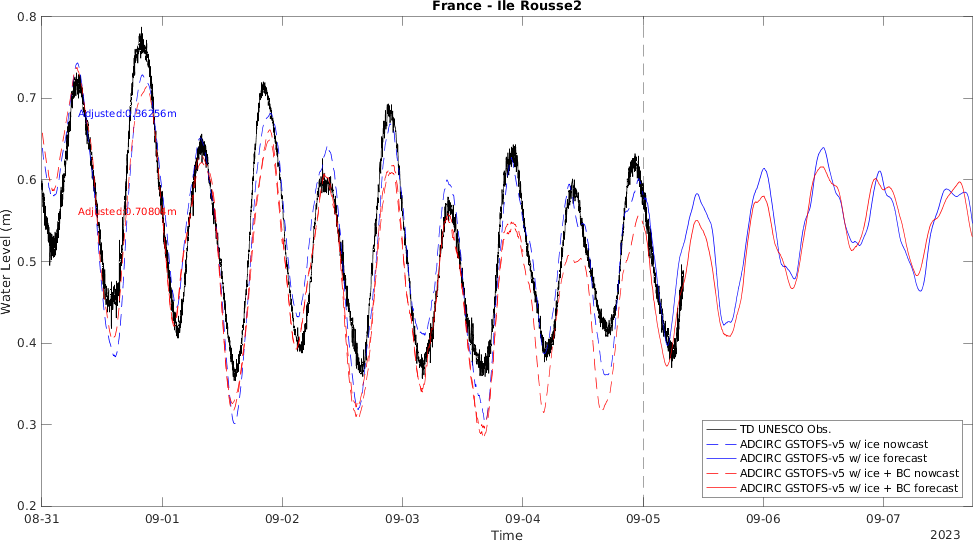 France - Ile Rousse2
0.8
0.7
0.6
0.5
0.4
0.3
0.2
Water Level (m)
Adjusted:0.36256m
Adjusted:
TD UNESCO Obs.
ADCIRC GSTOFS-v5 w/ ice nowcast
ADCIRC GSTOFS-v5 w/ ice forecast
ADCIRC GSTOFS-v5 w/ ice + BC nowcast
ADCIRC GSTOFS-v5 w/ ice + BC forecast
08-31 09-01 09-02 09-03 09-04 09-05 09-06 09-07
Time
2023